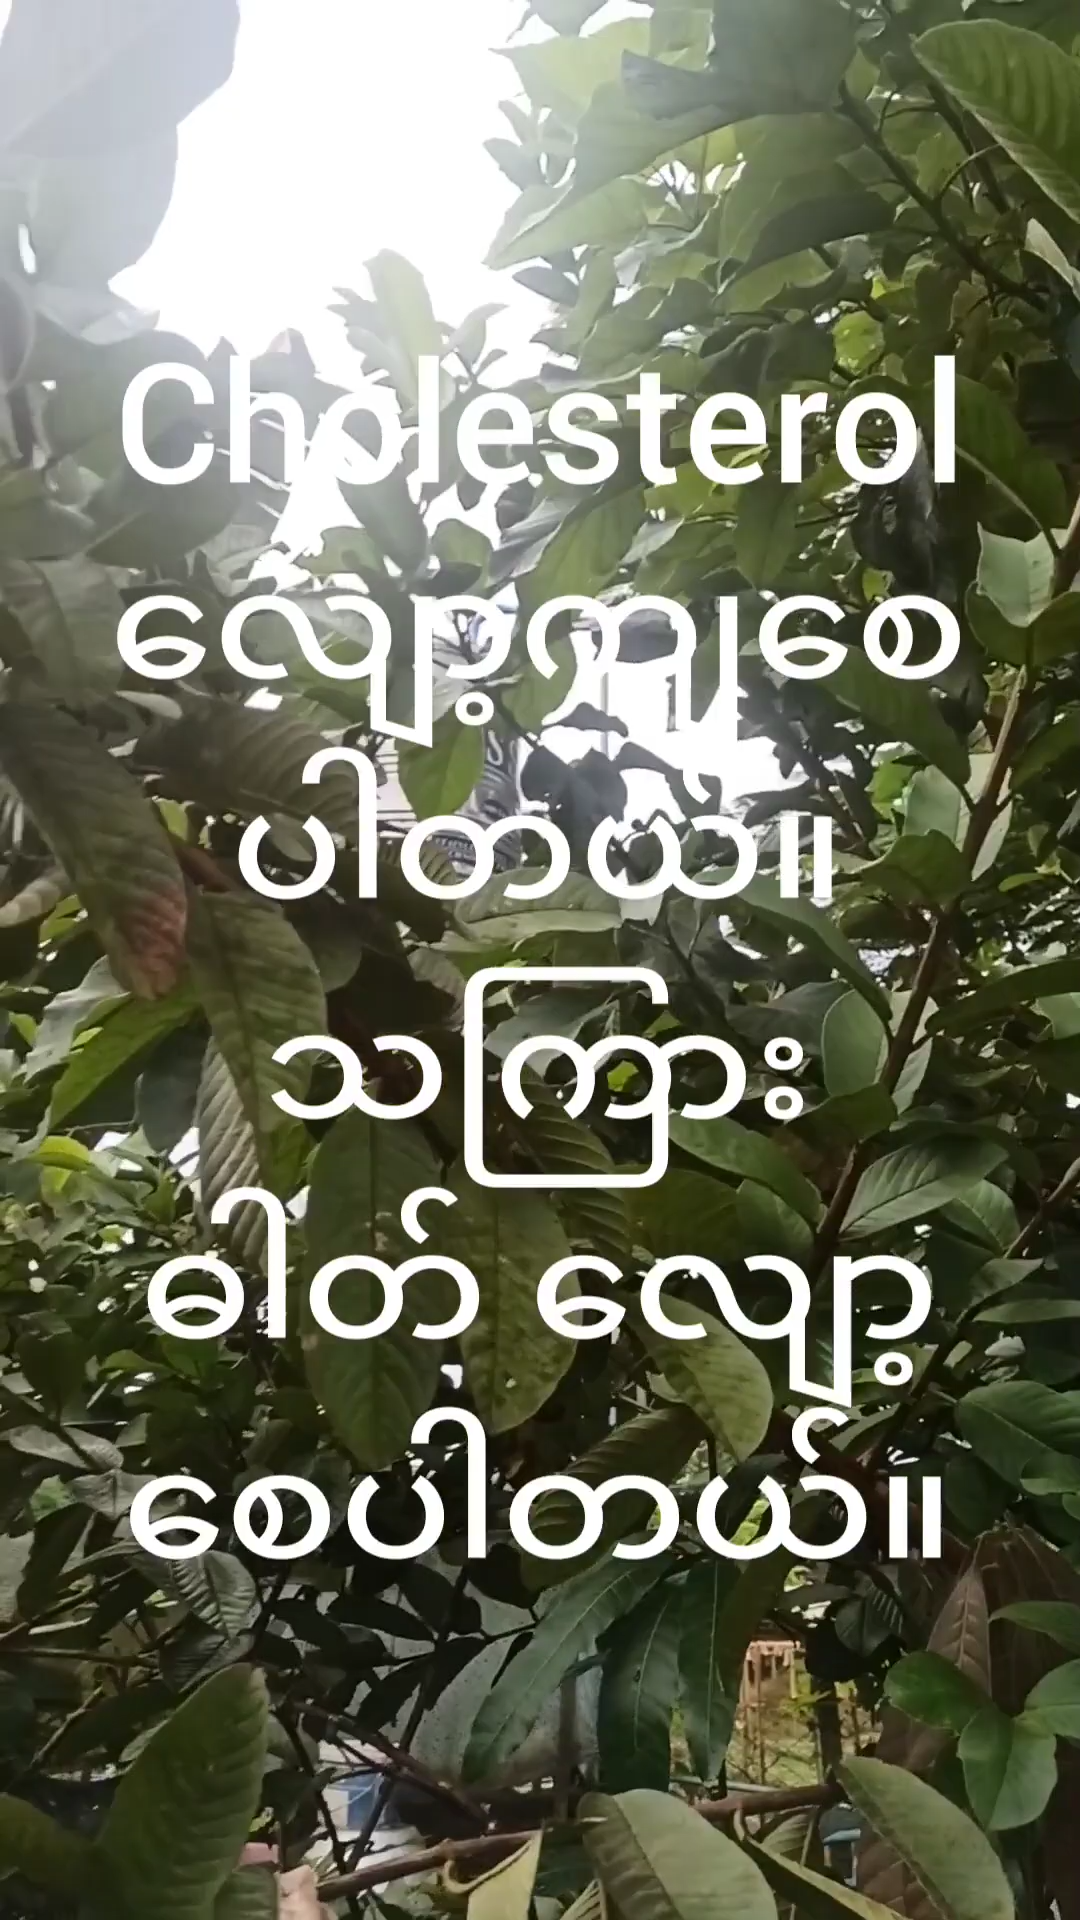 Cholesterol
လျော့ကျစေ
ပါတယ်။
သကြား
ဓါတ် လျော့
စေပါတယ်။